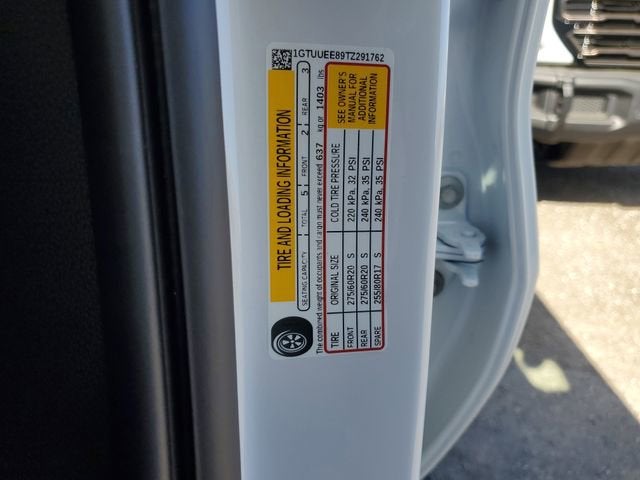 1GTUUEE89TZ291762
TIRE AND LOADING INFORMATION
SEATING CAPACITY TOTAL 5 FRONT 2 REAR 3
The combined weight of occupants and cargo must never exceed 637 kg or 1403 lbs
TIRE ORIGINAL SIZE COLD TIRE PRESSURE
FRONT 275/60R20 S 220 kPa, 32 PSI
REAR 275/60R20 S 240 kPa, 35 PSI
SPARE 255/80R17 S 240 kPa, 35 PSI
SEE OWNER'S
MANUAL FOR
ADDITIONAL
INFORMATION